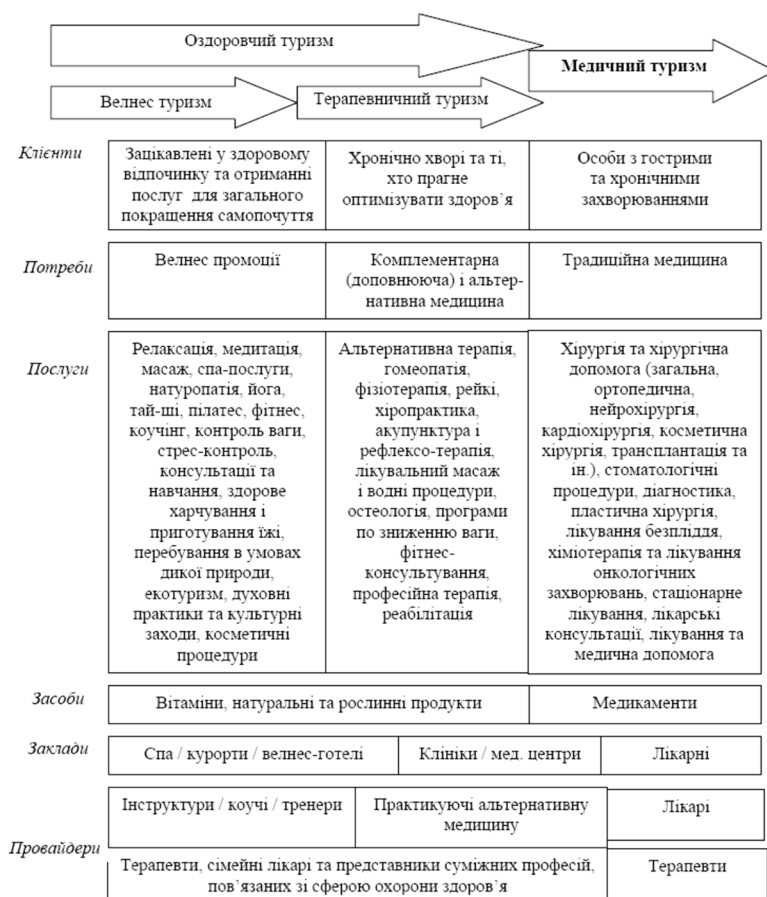 Оздоровчий туризм
Медичний туризм
Велнес туризм
Терапевничний туризм
Клієнти
Зацікавлені у здоровому
відпочинку та отриманні
послуг для загального
покращення самопочуття
Хронічно хворі та ті,
хто прагне
оптимізувати здоров’я
Особи з гострими
та хронічними
захворюваннями
Потреби
Велнес промоції
Комплементарна
(доповнююча) і альтер-
нативна медицина
Традиційна медицина
Послуги
Релаксація, медитація,
масаж, спа-послуги,
натуропатія, йога,
тай-ші, пілатес, фітнес,
коучінг, контроль ваги,
стрес-контроль,
консультації та
навчання, здорове
харчування і
приготування їжі,
перебування в умовах
дикої природи,
екотуризм, духовні
практики та культурні
заходи, косметичні
процедури
Альтернативна терапія,
гомеопатія,
фізіотерапія, рейкі,
хіропрактика,
акупунктура і
рефлексо-терапія,
лікувальний масаж
і водні процедури,
остеологія, програми
по зниженню ваги,
фітнес-
консультування,
професійна терапія,
реабілітація
Хірургія та хірургічна
допомога (загальна,
ортопедична,
нейрохірургія,
кардіохірургія, косметична
хірургія, трансплантація та
ін.), стоматологічні
процедури, діагностика,
пластична хірургія,
лікування безпліддя,
хіміотерапія та лікування
онкологічних
захворювань, стаціонарне
лікування, лікарські
консультації, лікування та
медична допомога
Засоби
Вітаміни, натуральні та рослинні продукти
Медикаменти
Заклади
Спа / курорти / велнес-готелі
Клініки / мед. центри
Лікарні
Провайдери
Інструктури / коучі / тренери
Практикуючі альтернативну
медицину
Лікарі
Терапевти, сімейні лікарі та представники суміжних професій,
пов’язаних зі сферою охорони здоров’я
Терапевти